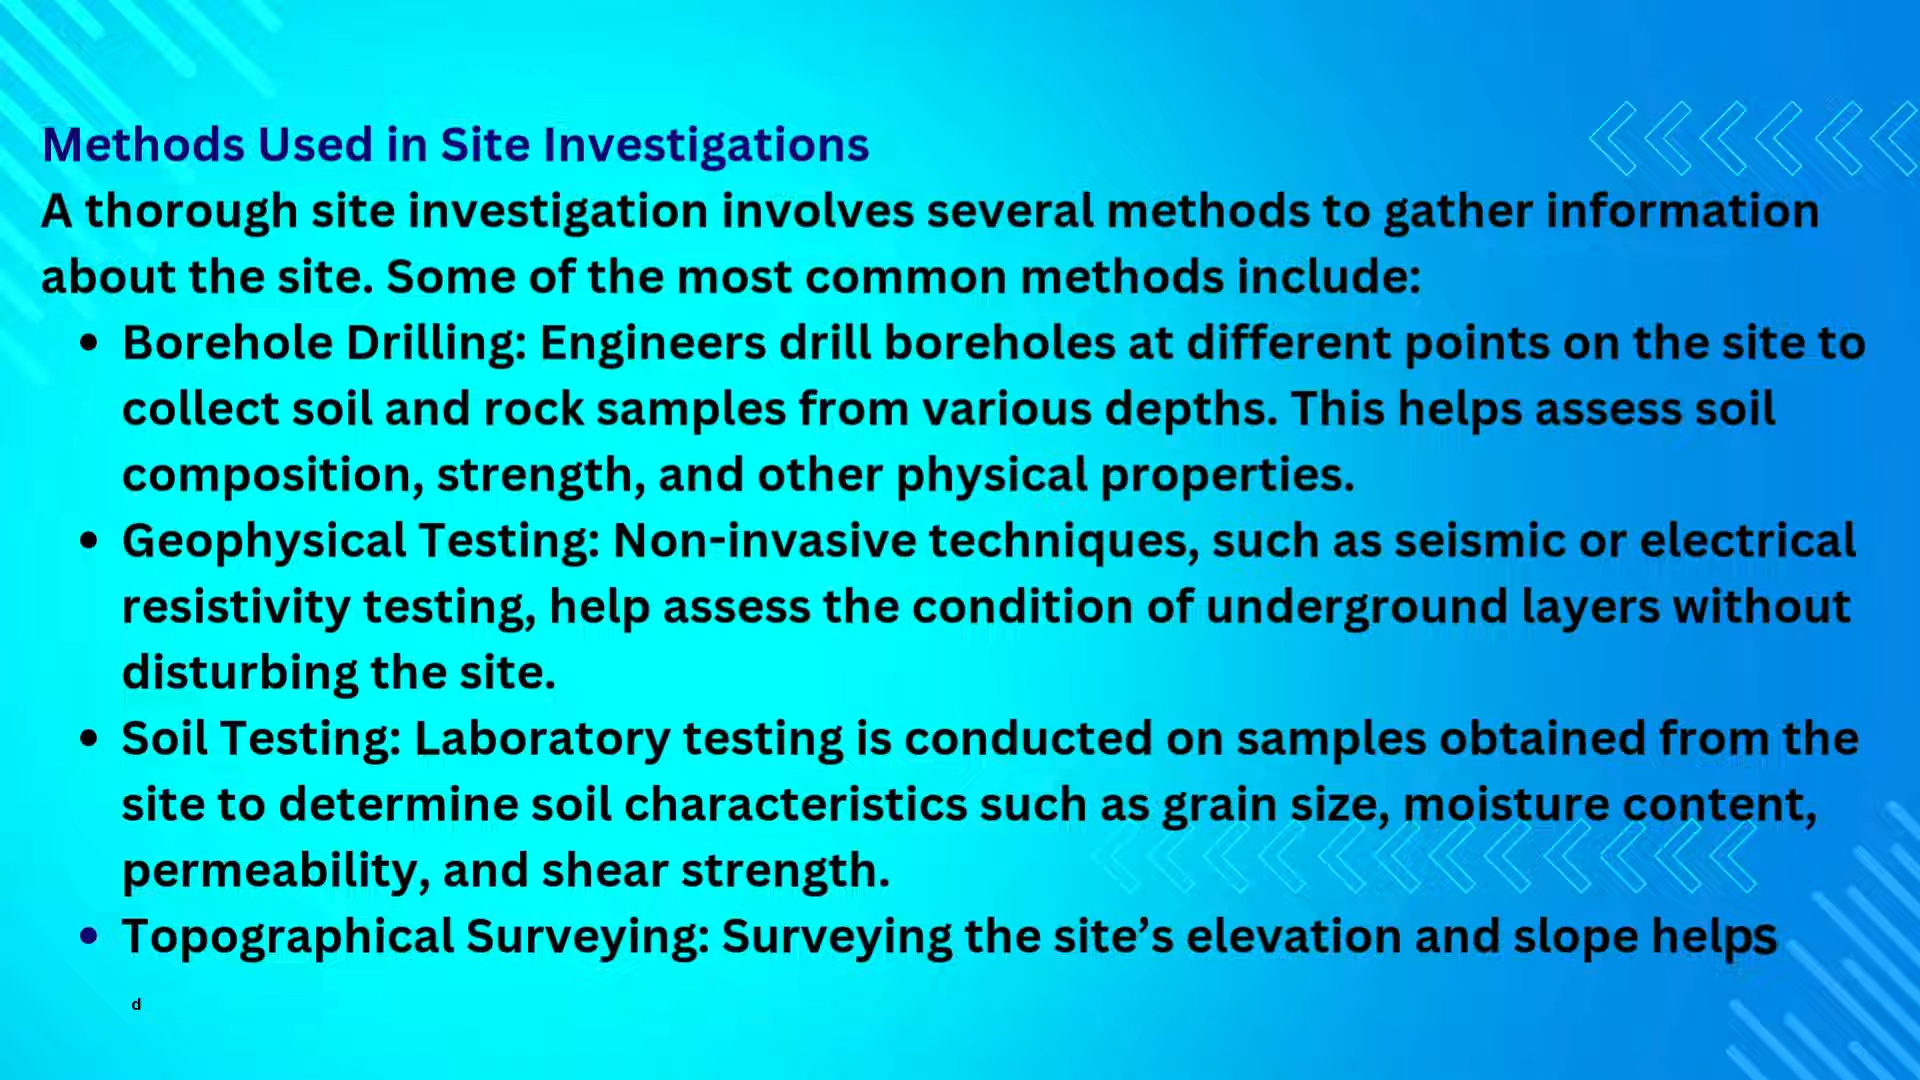 Methods Used in Site Investigations
A thorough site investigation involves several methods to gather information
about the site. Some of the most common methods include:
• Borehole Drilling: Engineers drill boreholes at different points on the site to
collect soil and rock samples from various depths. This helps assess soil
composition, strength, and other physical properties.
• Geophysical Testing: Non-invasive techniques, such as seismic or electrical
resistivity testing, help assess the condition of underground layers without
disturbing the site.
• Soil Testing: Laboratory testing is conducted on samples obtained from the
site to determine soil characteristics such as grain size, moisture content,
permeability, and shear strength.
• Topographical Surveying: Surveying the site’s elevation and slope helps
d